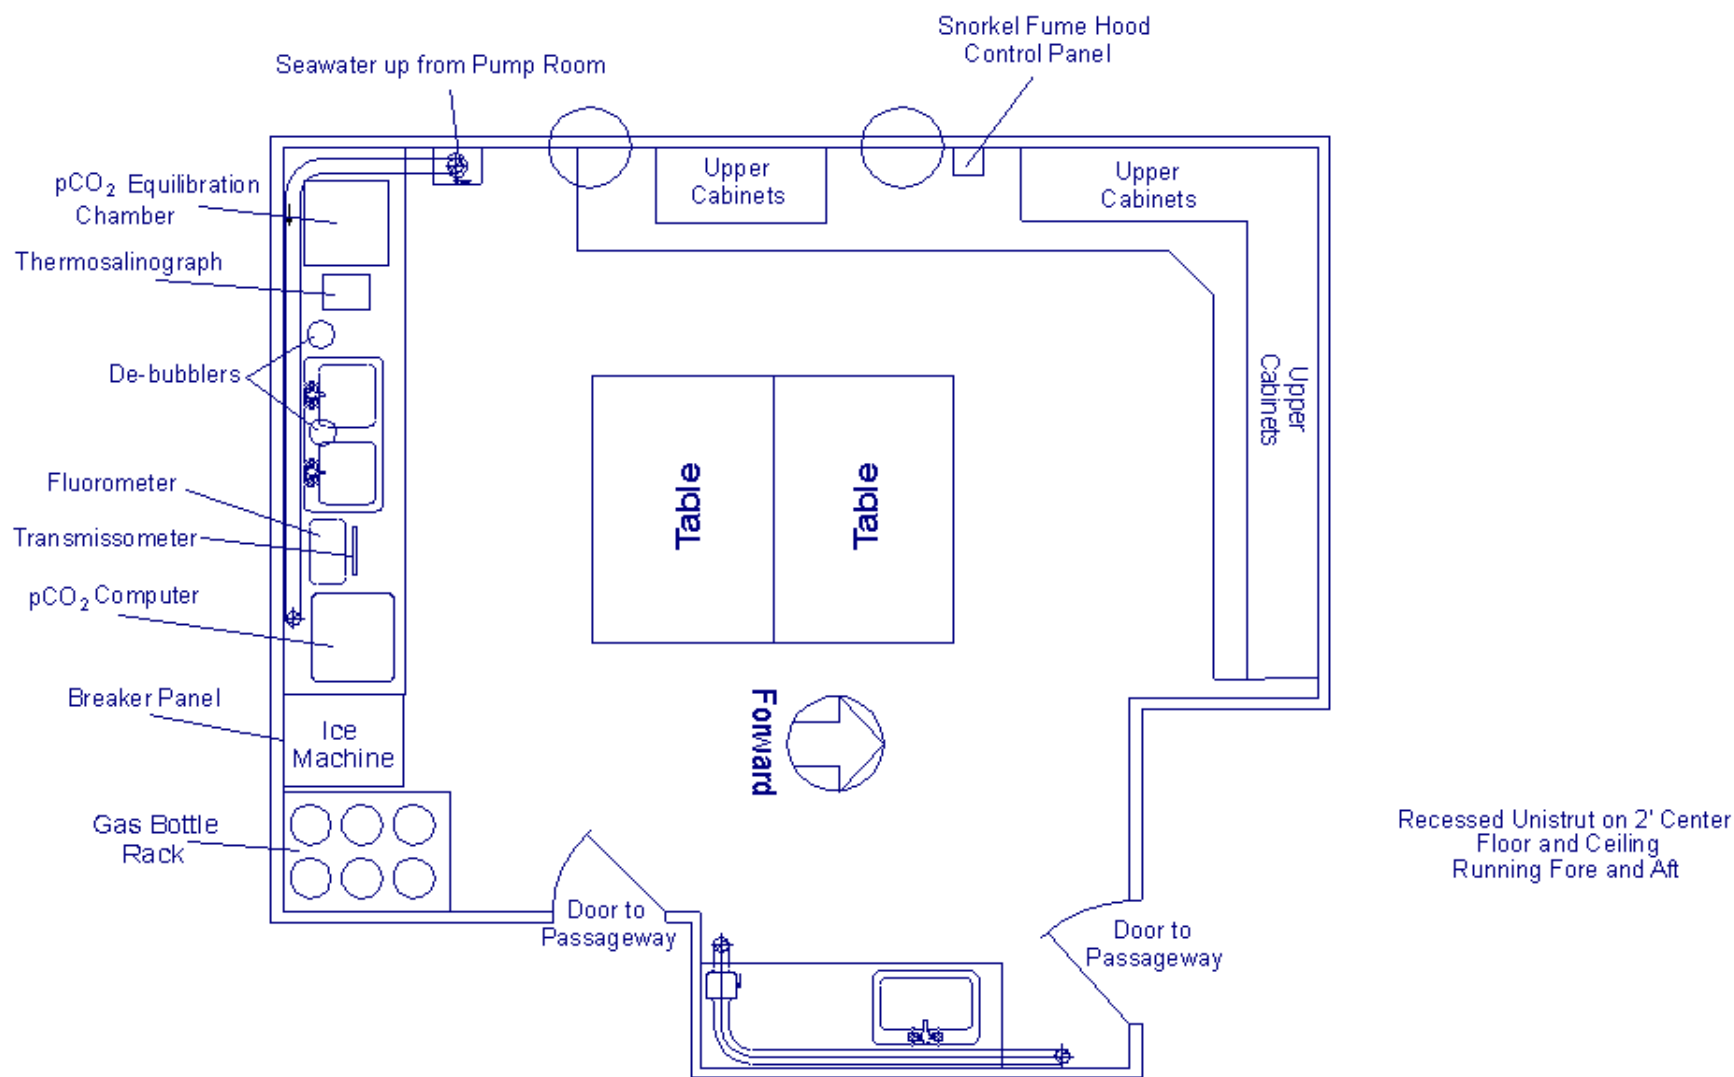 Snorkel Fume Hood
Control Panel
Seawater up from Pump Room
pCO₂ Equilibration
Chamber
Upper
Cabinets
Upper
Cabinets
Thermosalinograph
De-bubblers
Upper
Cabinets
Fluorometer
Table
Table
Transmissometer
pCO₂ Computer
Breaker Panel
Forward
Ice
Machine
Gas Bottle
Rack
Recessed Unistrut on 2' Center
Floor and Ceiling
Running Fore and Aft
Door to
Passageway
Door to
Passageway